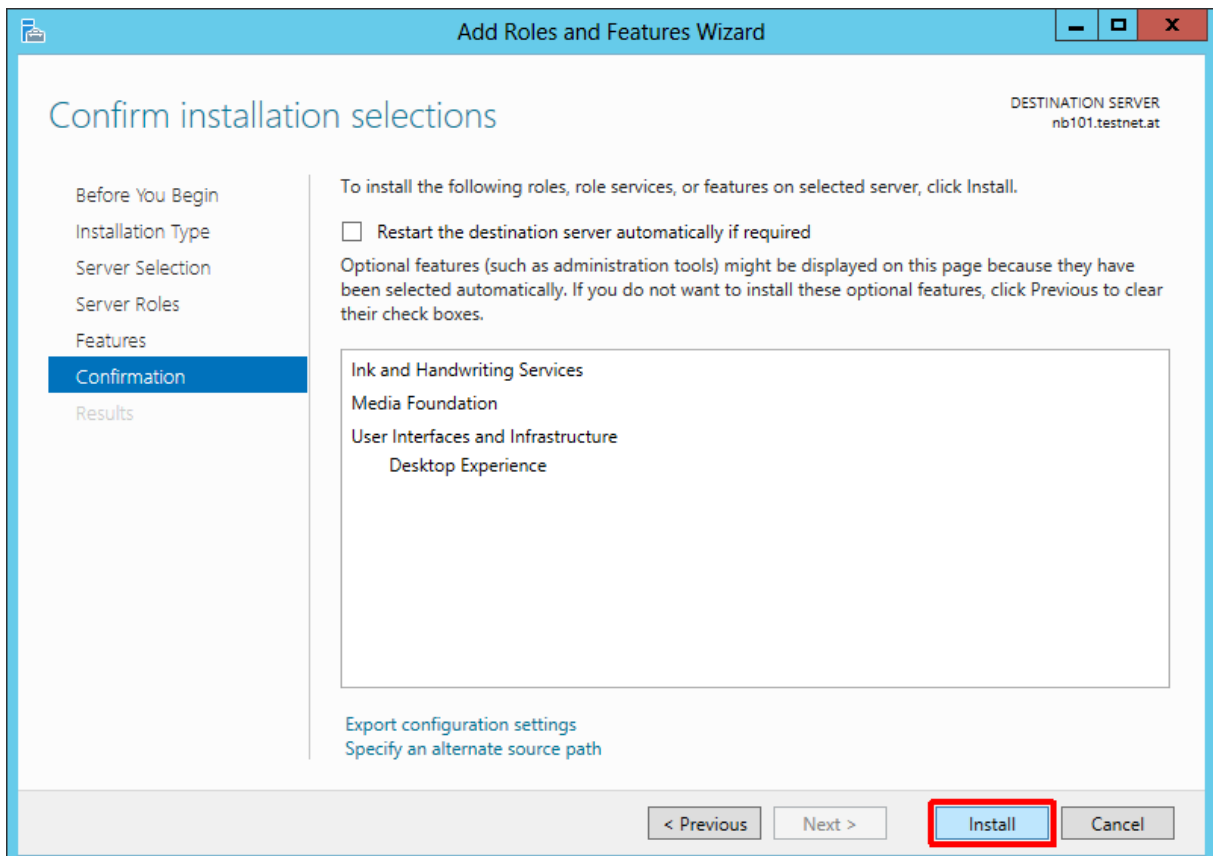 Add Roles and Features Wizard
Confirm installation selections
DESTINATION SERVER
nb101.testnet.at
Before You Begin
Installation Type
Server Selection
Server Roles
Features
Confirmation
Results
To install the following roles, role services, or features on selected server, click Install.
Restart the destination server automatically if required
Optional features (such as administration tools) might be displayed on this page because they have
been selected automatically. If you do not want to install these optional features, click Previous to clear
their check boxes.
Ink and Handwriting Services
Media Foundation
User Interfaces and Infrastructure
Desktop Experience
Export configuration settings
Specify an alternate source path
< Previous
Next >
Install
Cancel